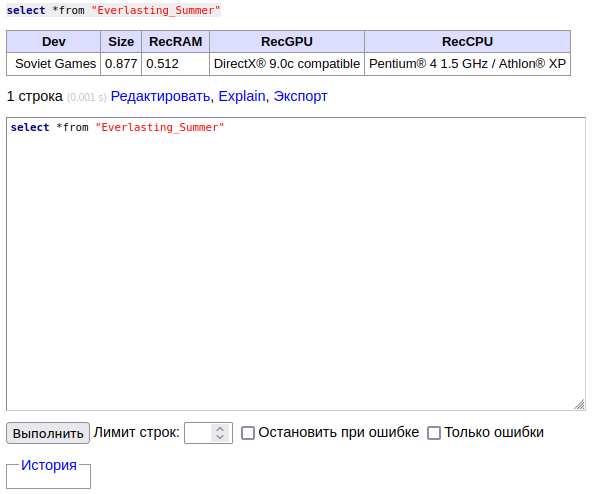 select *from "Everlasting_Summer"
Dev Size RecRAM RecGPU RecCPU
Soviet Games 0.877 0.512 DirectX® 9.0c compatible Pentium® 4 1.5 GHz / Athlon® XP
1 строка (0.001 s) Редактировать, Explain, Экспорт
select *from "Everlasting_Summer"
Выполнить Лимит строк: Остановить при ошибке Только ошибки
История